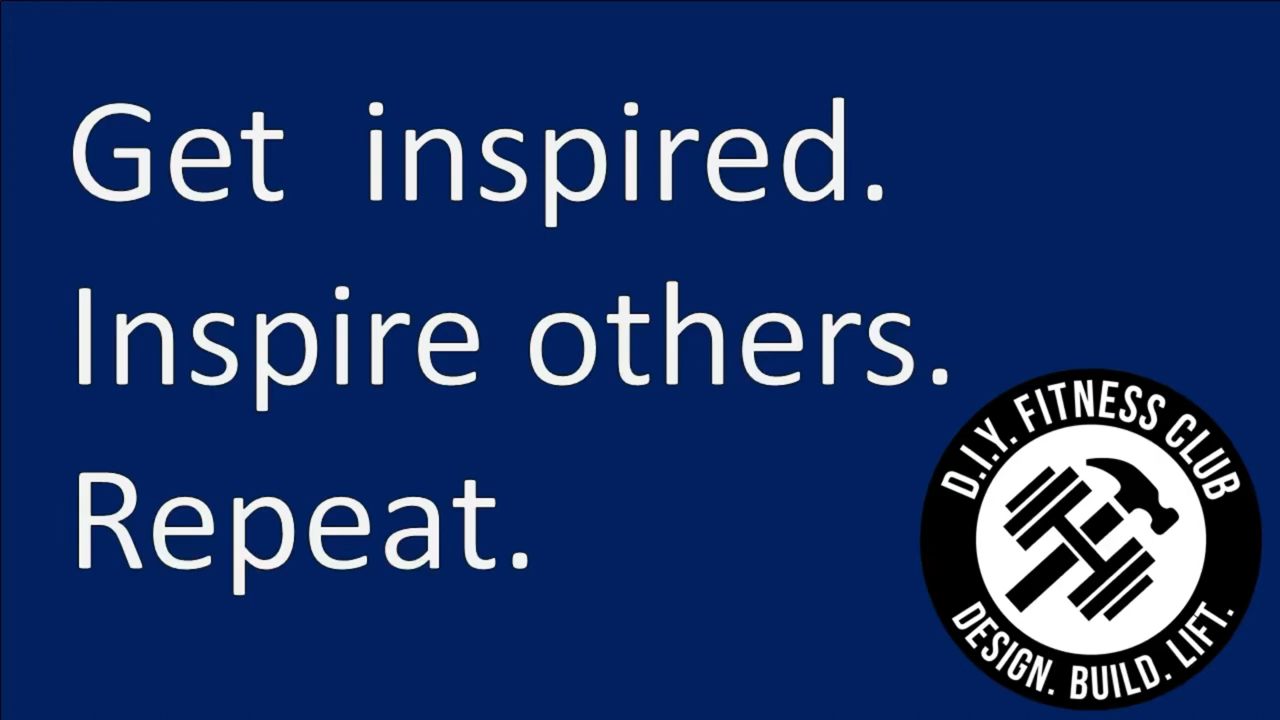 Get  inspired.
Inspire others.
Repeat.
D.I.Y. FITNESS CLUB
DESIGN. BUILD. LIFT.